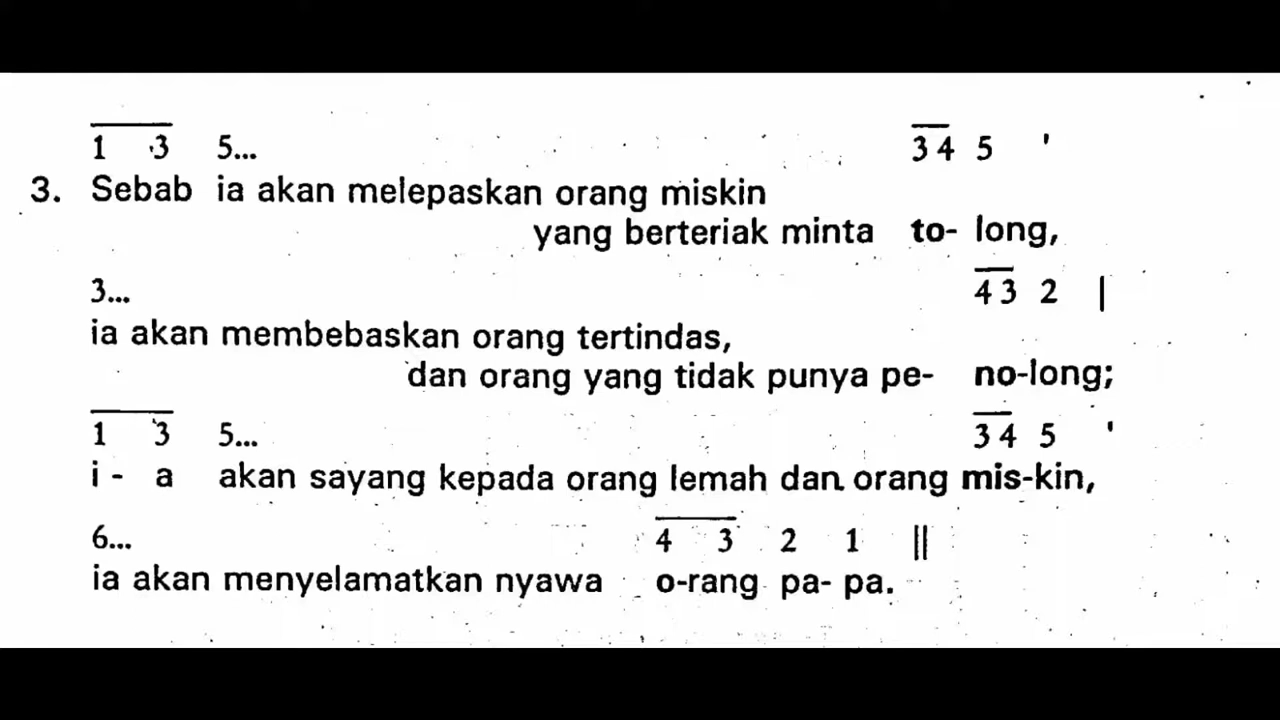 1 3 5... 3 4 5 '
3. Sebab ia akan melepaskan orang miskin
yang berteriak minta to- long,
3... 4 3 2 |
ia akan membebaskan orang tertindas,
dan orang yang tidak punya pe- no-long;
1 3 5... 3 4 5 '
i - a akan sayang kepada orang lemah dan orang mis-kin,
6... 4 3 2 1 ||
ia akan menyelamatkan nyawa o-rang pa- pa.